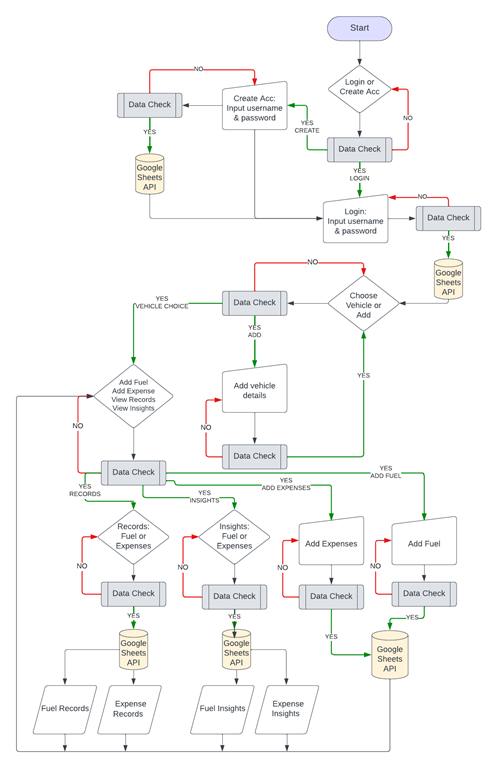 Start
Login or
Create Acc
NO
Create Acc:
Input username
& password
Data Check
YES
CREATE
NO
Data Check
YES
YES
LOGIN
Google
Sheets
API
NO
Login:
Input username
& password
Data Check
YES
Google
Sheets
API
NO
Choose
Vehicle or
Add
Data Check
YES
VEHICLE CHOICE
YES
ADD
Add Fuel
Add Expense
View Records
View Insights
Add vehicle
details
YES
NO
NO
Data Check
Data Check
YES
RECORDS
YES
INSIGHTS
YES
ADD EXPENSES
YES
ADD FUEL
Records:
Fuel or
Expenses
Insights:
Fuel or
Expenses
Add Expenses
Add Fuel
NO
NO
NO
NO
Data Check
Data Check
Data Check
Data Check
YES
YES
YES
YES
Google
Sheets
API
Google
Sheets
API
Google
Sheets
API
Fuel Records
Expense
Records
Fuel Insights
Expense
Insights